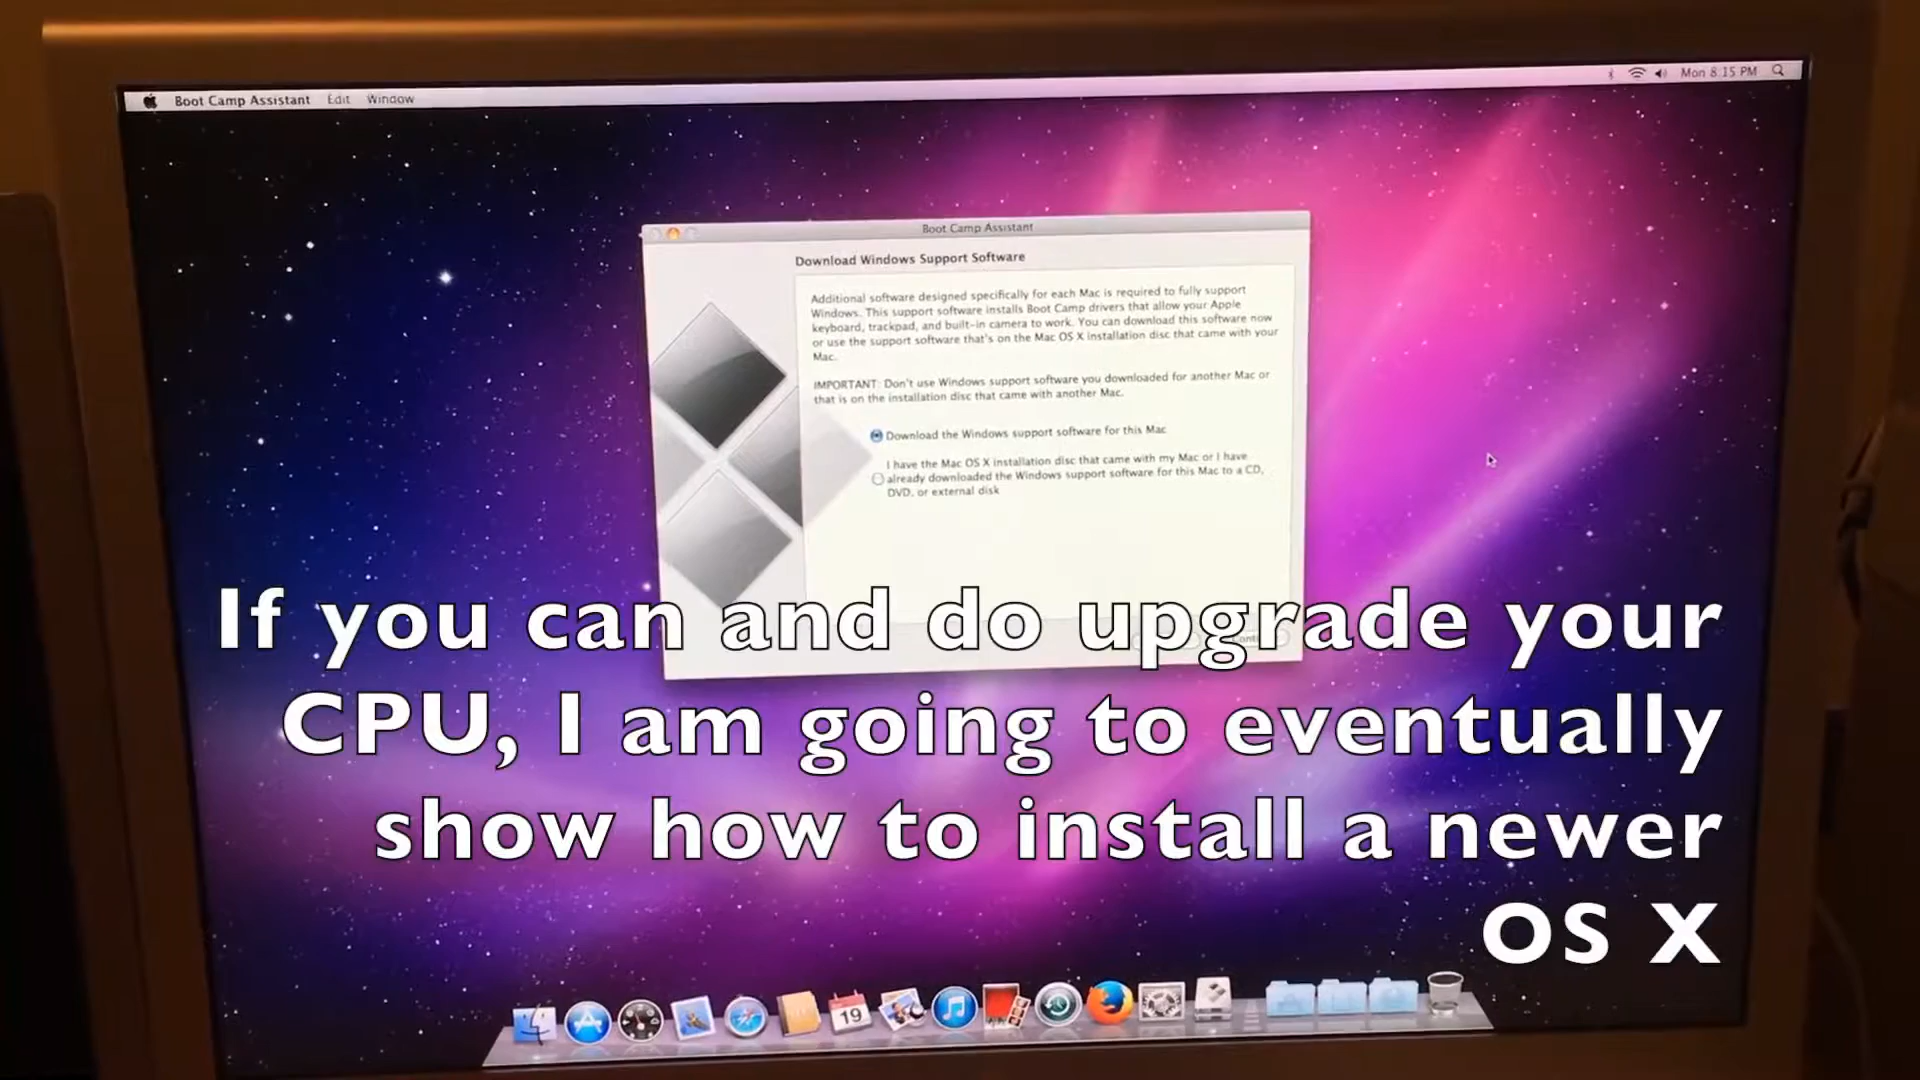 Boot Camp Assistant Edit Window
Mon 8:15 PM
Boot Camp Assistant
Download Windows Support Software
Additional software designed specifically for each Mac is required to fully support
Windows. This support software installs Boot Camp drivers that allow your Apple
keyboard, trackpad, and built-in camera to work. You can download this software now
or use the support software that's on the Mac OS X installation disc that came with your
Mac.
IMPORTANT: Don't use Windows support software you downloaded for another Mac or
that is on the installation disc that came with another Mac.
Download the Windows support software for this Mac
I have the Mac OS X installation disc that came with my Mac or I have
already downloaded the Windows support software for this Mac to a CD,
DVD, or external disk
If you can and do upgrade your
CPU, I am going to eventually
show how to install a newer
OS X
19